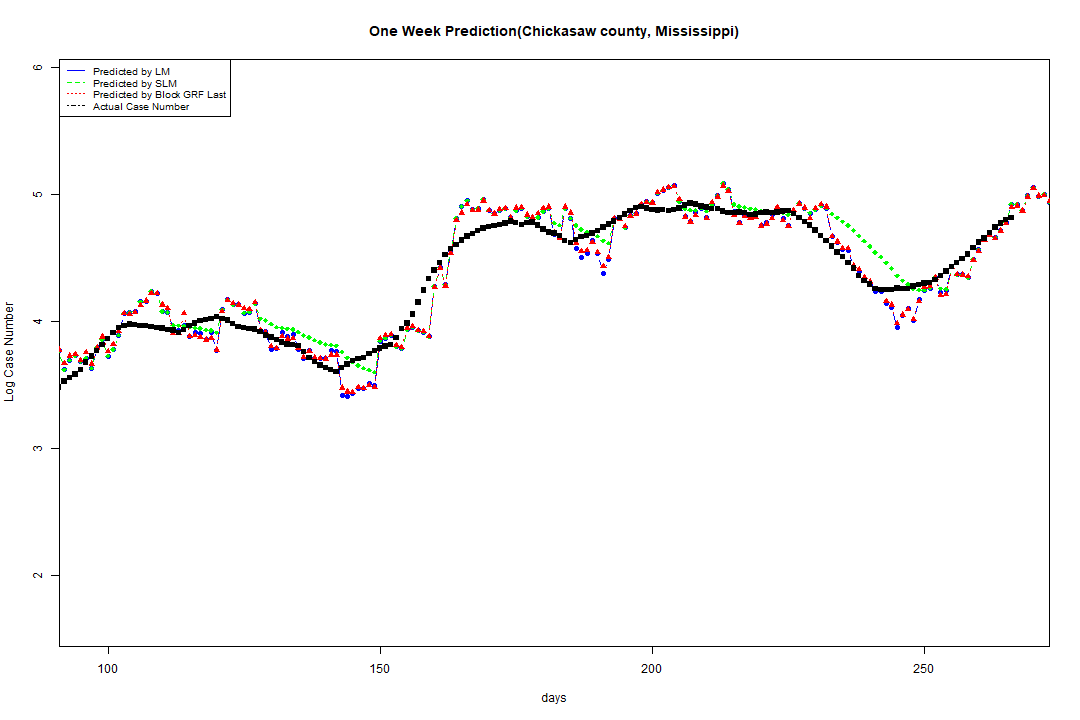 One Week Prediction(Chickasaw county, Mississippi)
Predicted by LM
Predicted by SLM
Predicted by Block GRF Last
Actual Case Number
6
5
4
3
2
Log Case Number
100 150 200 250
days